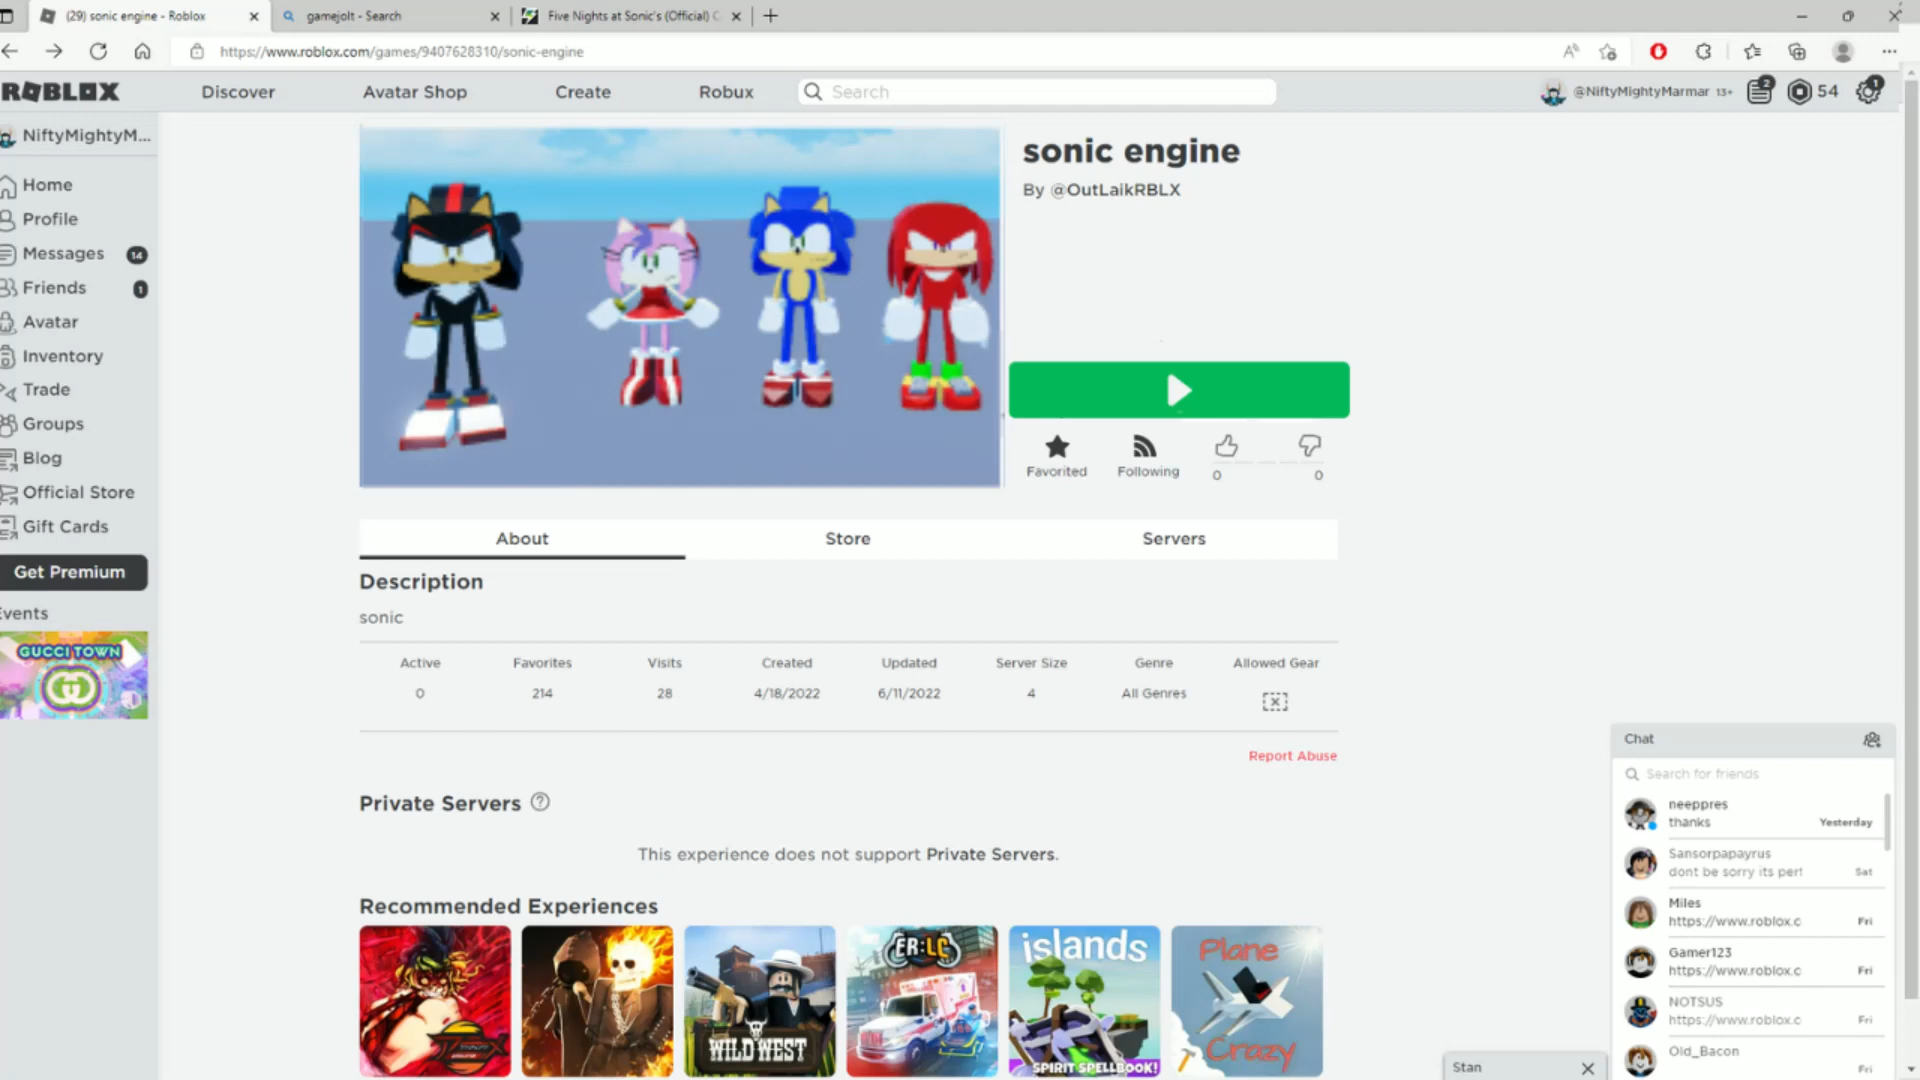 (29) sonic engine - Roblox
gamejolt - Search
Five Nights at Sonic's (Official) C
https://www.roblox.com/games/9407628310/sonic-engine
ROBLOX
Discover
Avatar Shop
Create
Robux
Search
@NiftyMightyMarmar 13+
2
54
1
NiftyMightyM...
Home
Profile
Messages 14
Friends 1
Avatar
Inventory
Trade
Groups
Blog
Official Store
Gift Cards
Get Premium
Events
GUCCI TOWN
sonic engine
By @OutLaikRBLX
Favorited
Following
0
0
About
Store
Servers
Description
sonic
Active Favorites Visits Created Updated Server Size Genre Allowed Gear
0 214 28 4/18/2022 6/11/2022 4 All Genres
Report Abuse
Private Servers ?
This experience does not support Private Servers.
Recommended Experiences
WILD WEST
ER:LC
islands
SPIRIT SPELLBOOK!
Plane
Crazy
Chat
Search for friends
neeppres
thanks Yesterday
Sansorpapayrus
dont be sorry its perf Sat
Miles
https://www.roblox.c Fri
Gamer123
https://www.roblox.c Fri
NOTSUS
https://www.roblox.c Fri
Old_Bacon
Fri
Stan